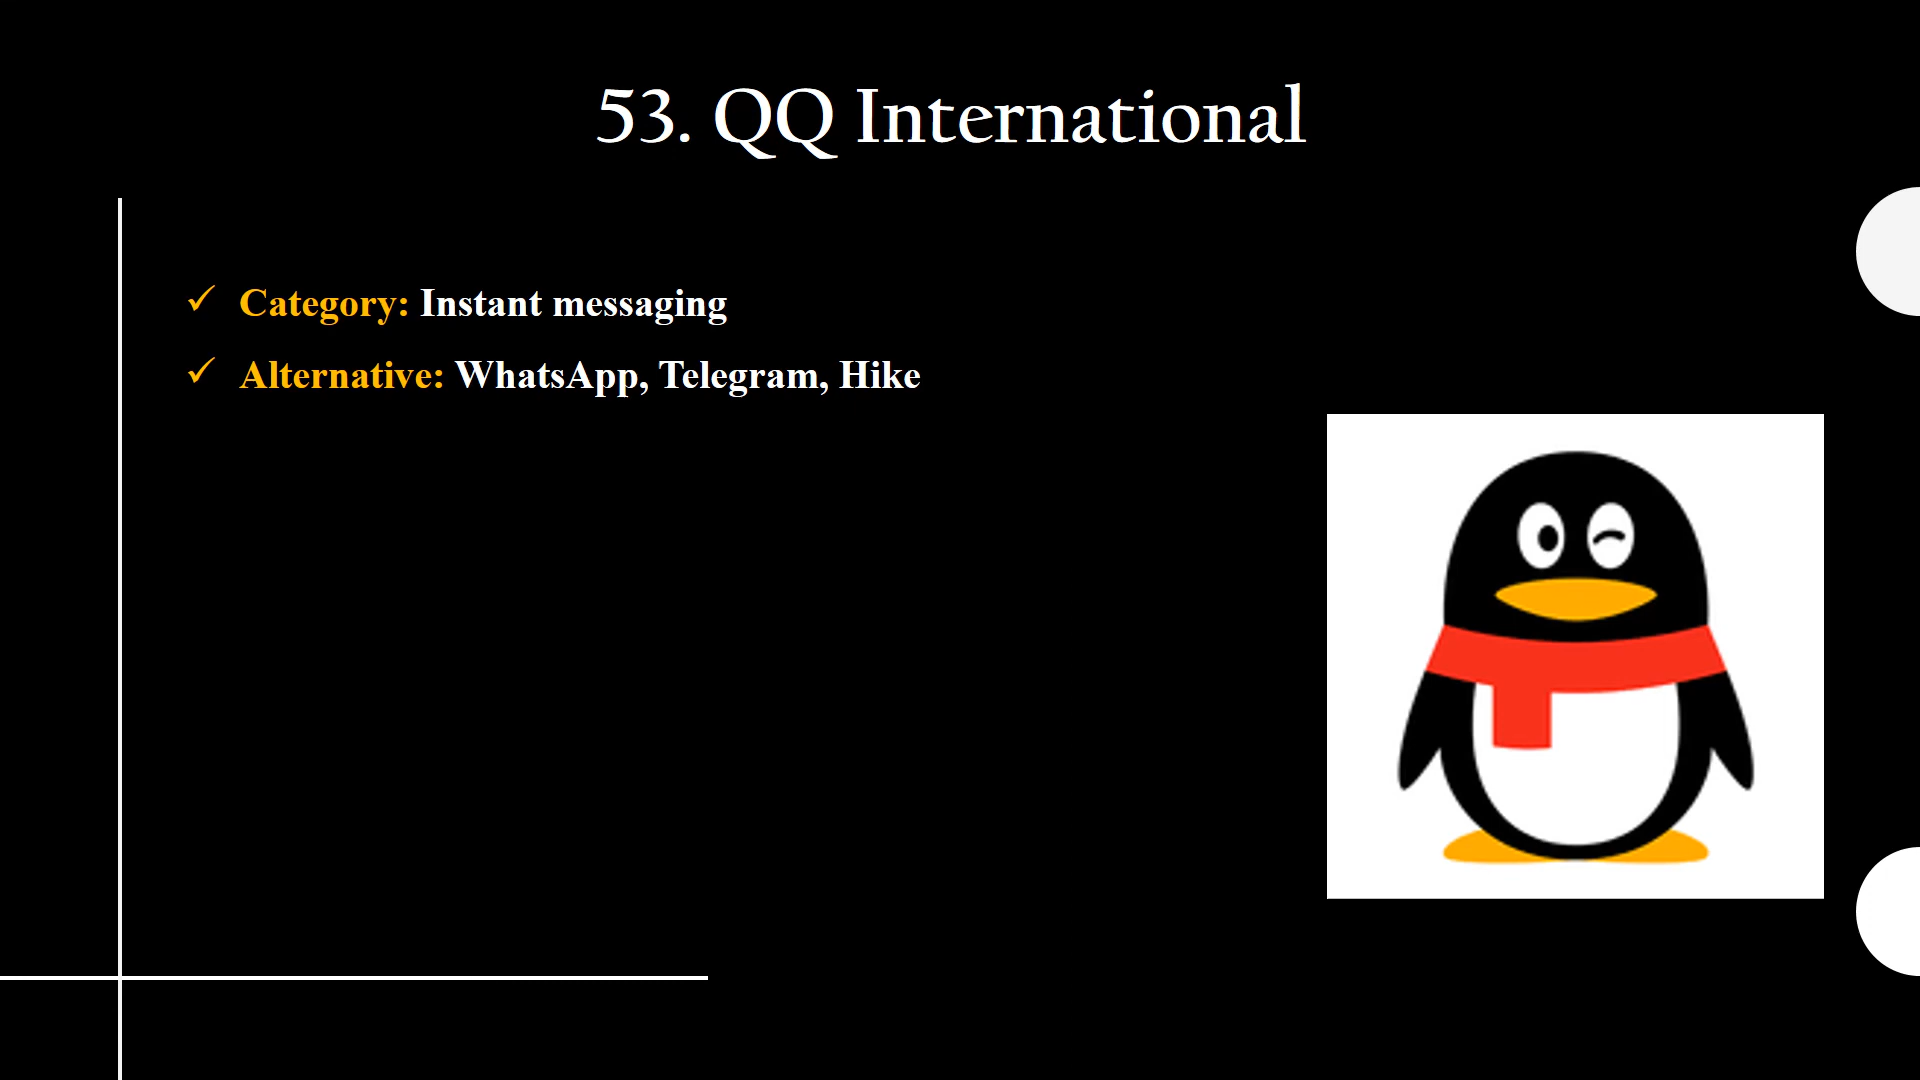 53. QQ International
✓ Category: Instant messaging
✓ Alternative: WhatsApp, Telegram, Hike